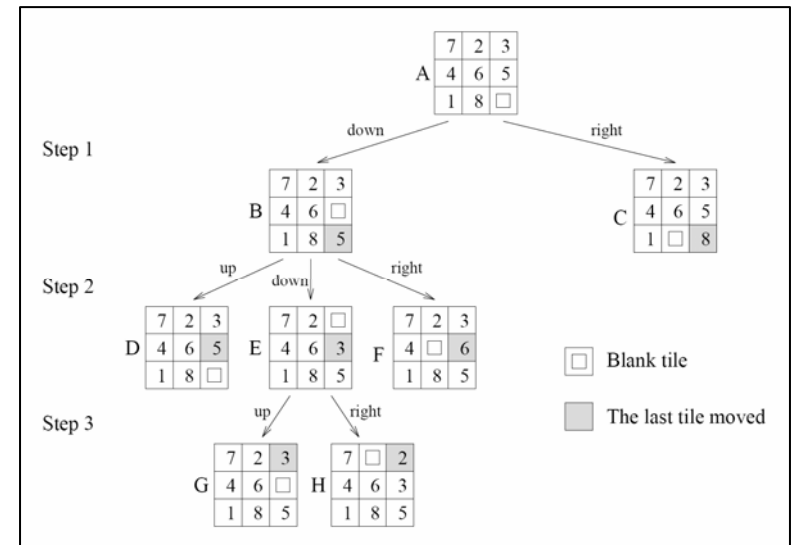 7 2 3
A 4 6 5
1 8
down right
Step 1
7 2 3 7 2 3
B 4 6 C 4 6 5
1 8 5 1 8
up down right
Step 2
7 2 3 7 2 7 2 3
D 4 6 5 E 4 6 3 F 4 6
1 8 1 8 5 1 8 5
Blank tile
up right
Step 3
The last tile moved
7 2 3 7 2
G 4 6 H 4 6 3
1 8 5 1 8 5